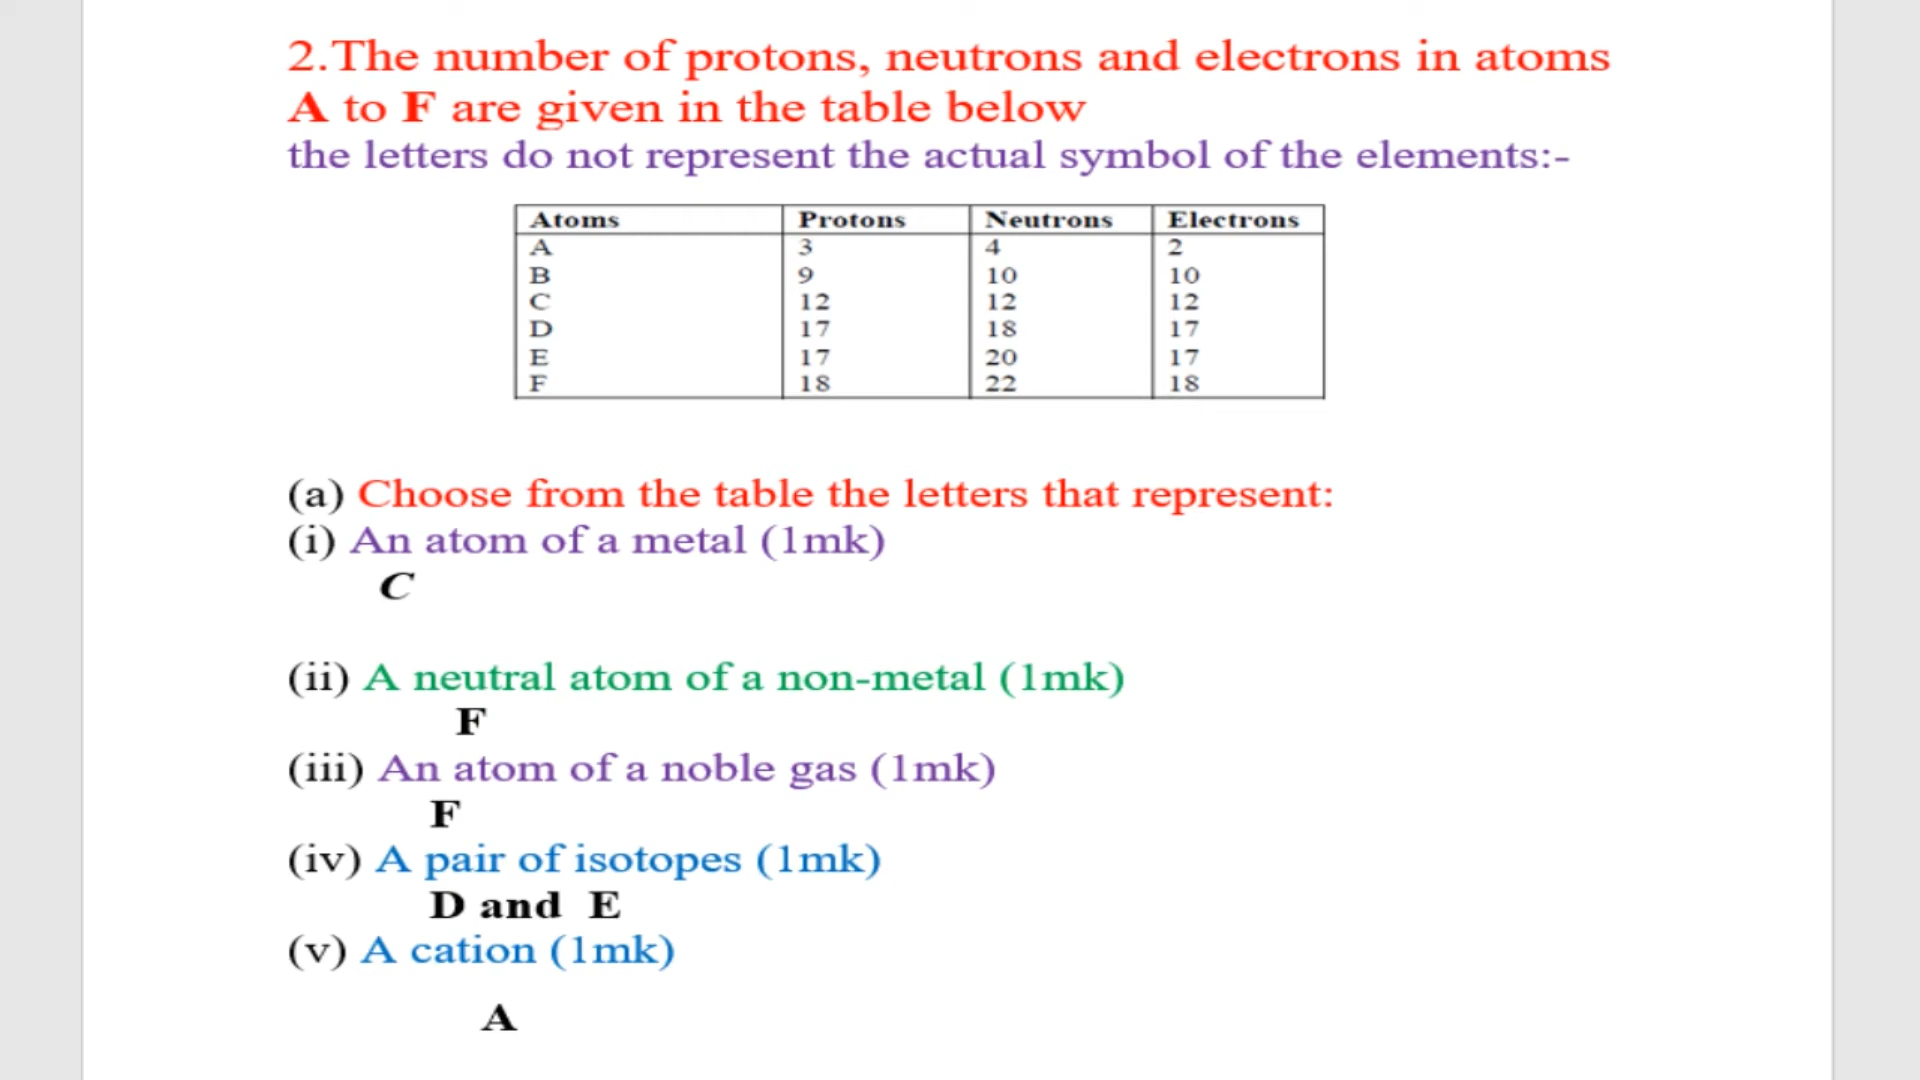 2.The number of protons, neutrons and electrons in atoms
A to F are given in the table below
the letters do not represent the actual symbol of the elements:-
Atoms Protons Neutrons Electrons
A 3 4 2
B 9 10 10
C 12 12 12
D 17 18 17
E 17 20 17
F 18 22 18
(a) Choose from the table the letters that represent:
(i) An atom of a metal (1mk)
C
(ii) A neutral atom of a non-metal (1mk)
F
(iii) An atom of a noble gas (1mk)
F
(iv) A pair of isotopes (1mk)
D and E
(v) A cation (1mk)
A